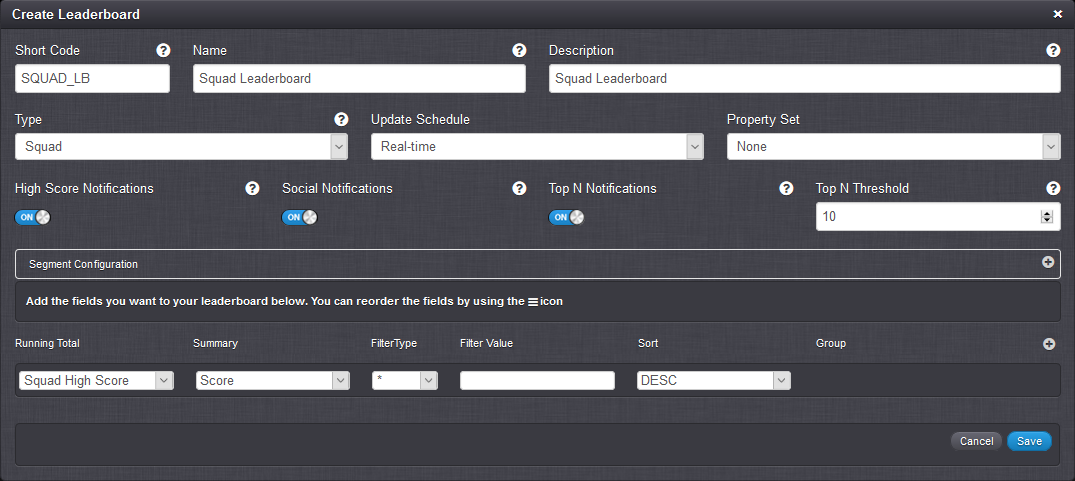 Create Leaderboard
Short Code Name Description
SQUAD_LB Squad Leaderboard Squad Leaderboard
Type Update Schedule Property Set
Squad Real-time None
High Score Notifications Social Notifications Top N Notifications Top N Threshold
ON ON ON 10
Segment Configuration
Add the fields you want to your leaderboard below. You can reorder the fields by using the icon
Running Total Summary FilterType Filter Value Sort Group
Squad High Score Score * DESC
Cancel Save